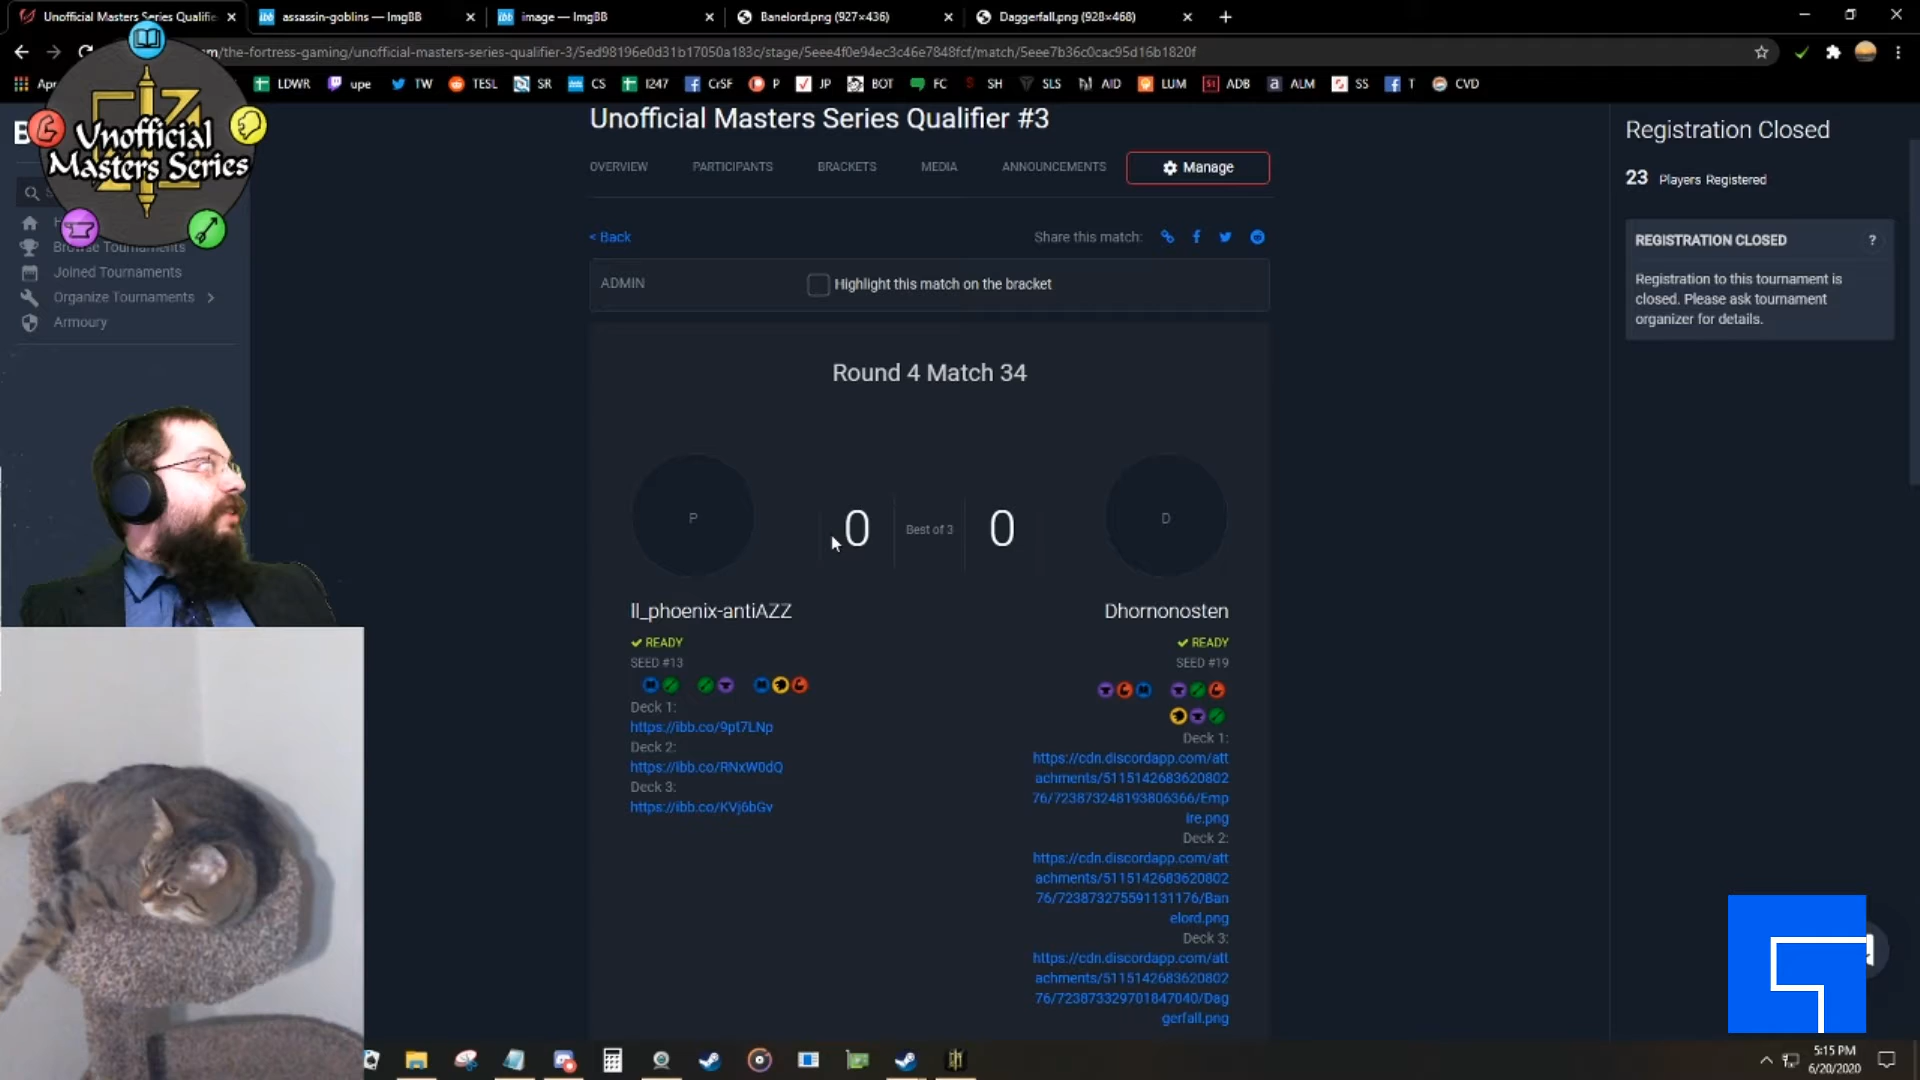 Unofficial Masters Series Qualifie
assassin-goblins — ImgBB
image — ImgBB
Banelord.png (927×436)
Daggerfall.png (928×468)
om/the-fortress-gaming/unofficial-masters-series-qualifier-3/5ed98196e0d31b17050a183c/stage/5eee4f0e94ec3c46e7848fcf/match/5eee7b36c0cac95d16b1820f
LDWR upe TW TESL SR CS I247 CrSF P JP BOT FC SH SLS AID LUM ADB ALM SS T CVD
Unofficial
Masters Series
Browse Tournaments
Joined Tournaments
Organize Tournaments
Armoury
Unofficial Masters Series Qualifier #3
OVERVIEW PARTICIPANTS BRACKETS MEDIA ANNOUNCEMENTS Manage
< Back
Share this match:
ADMIN
Highlight this match on the bracket
Round 4 Match 34
P
0 Best of 3 0
D
ll_phoenix-antiAZZ
READY
SEED #13
Deck 1:
https://ibb.co/9pt7LNp
Deck 2:
https://ibb.co/RNxW0dQ
Deck 3:
https://ibb.co/KVj6bGv
Dhornonosten
READY
SEED #19
Deck 1:
https://cdn.discordapp.com/att
achments/5115142683620802
76/723873248193806366/Emp
ire.png
Deck 2:
https://cdn.discordapp.com/att
achments/5115142683620802
76/723873275591131176/Ban
elord.png
Deck 3:
https://cdn.discordapp.com/att
achments/5115142683620802
76/723873329701847040/Dag
gerfall.png
Registration Closed
23 Players Registered
REGISTRATION CLOSED ?
Registration to this tournament is
closed. Please ask tournament
organizer for details.
5:15 PM
6/20/2020